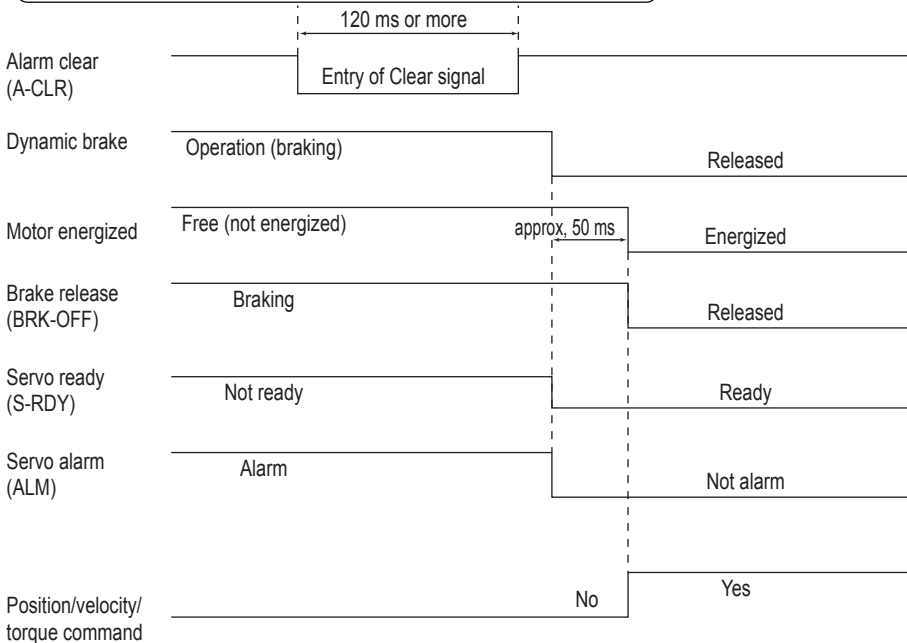 120 ms or more
Alarm clear
(A-CLR)
Entry of Clear signal
Dynamic brake
Operation (braking)
Released
Motor energized
Free (not energized)
approx, 50 ms
Energized
Brake release
(BRK-OFF)
Braking
Released
Servo ready
(S-RDY)
Not ready
Ready
Servo alarm
(ALM)
Alarm
Not alarm
Position/velocity/
torque command
No
Yes